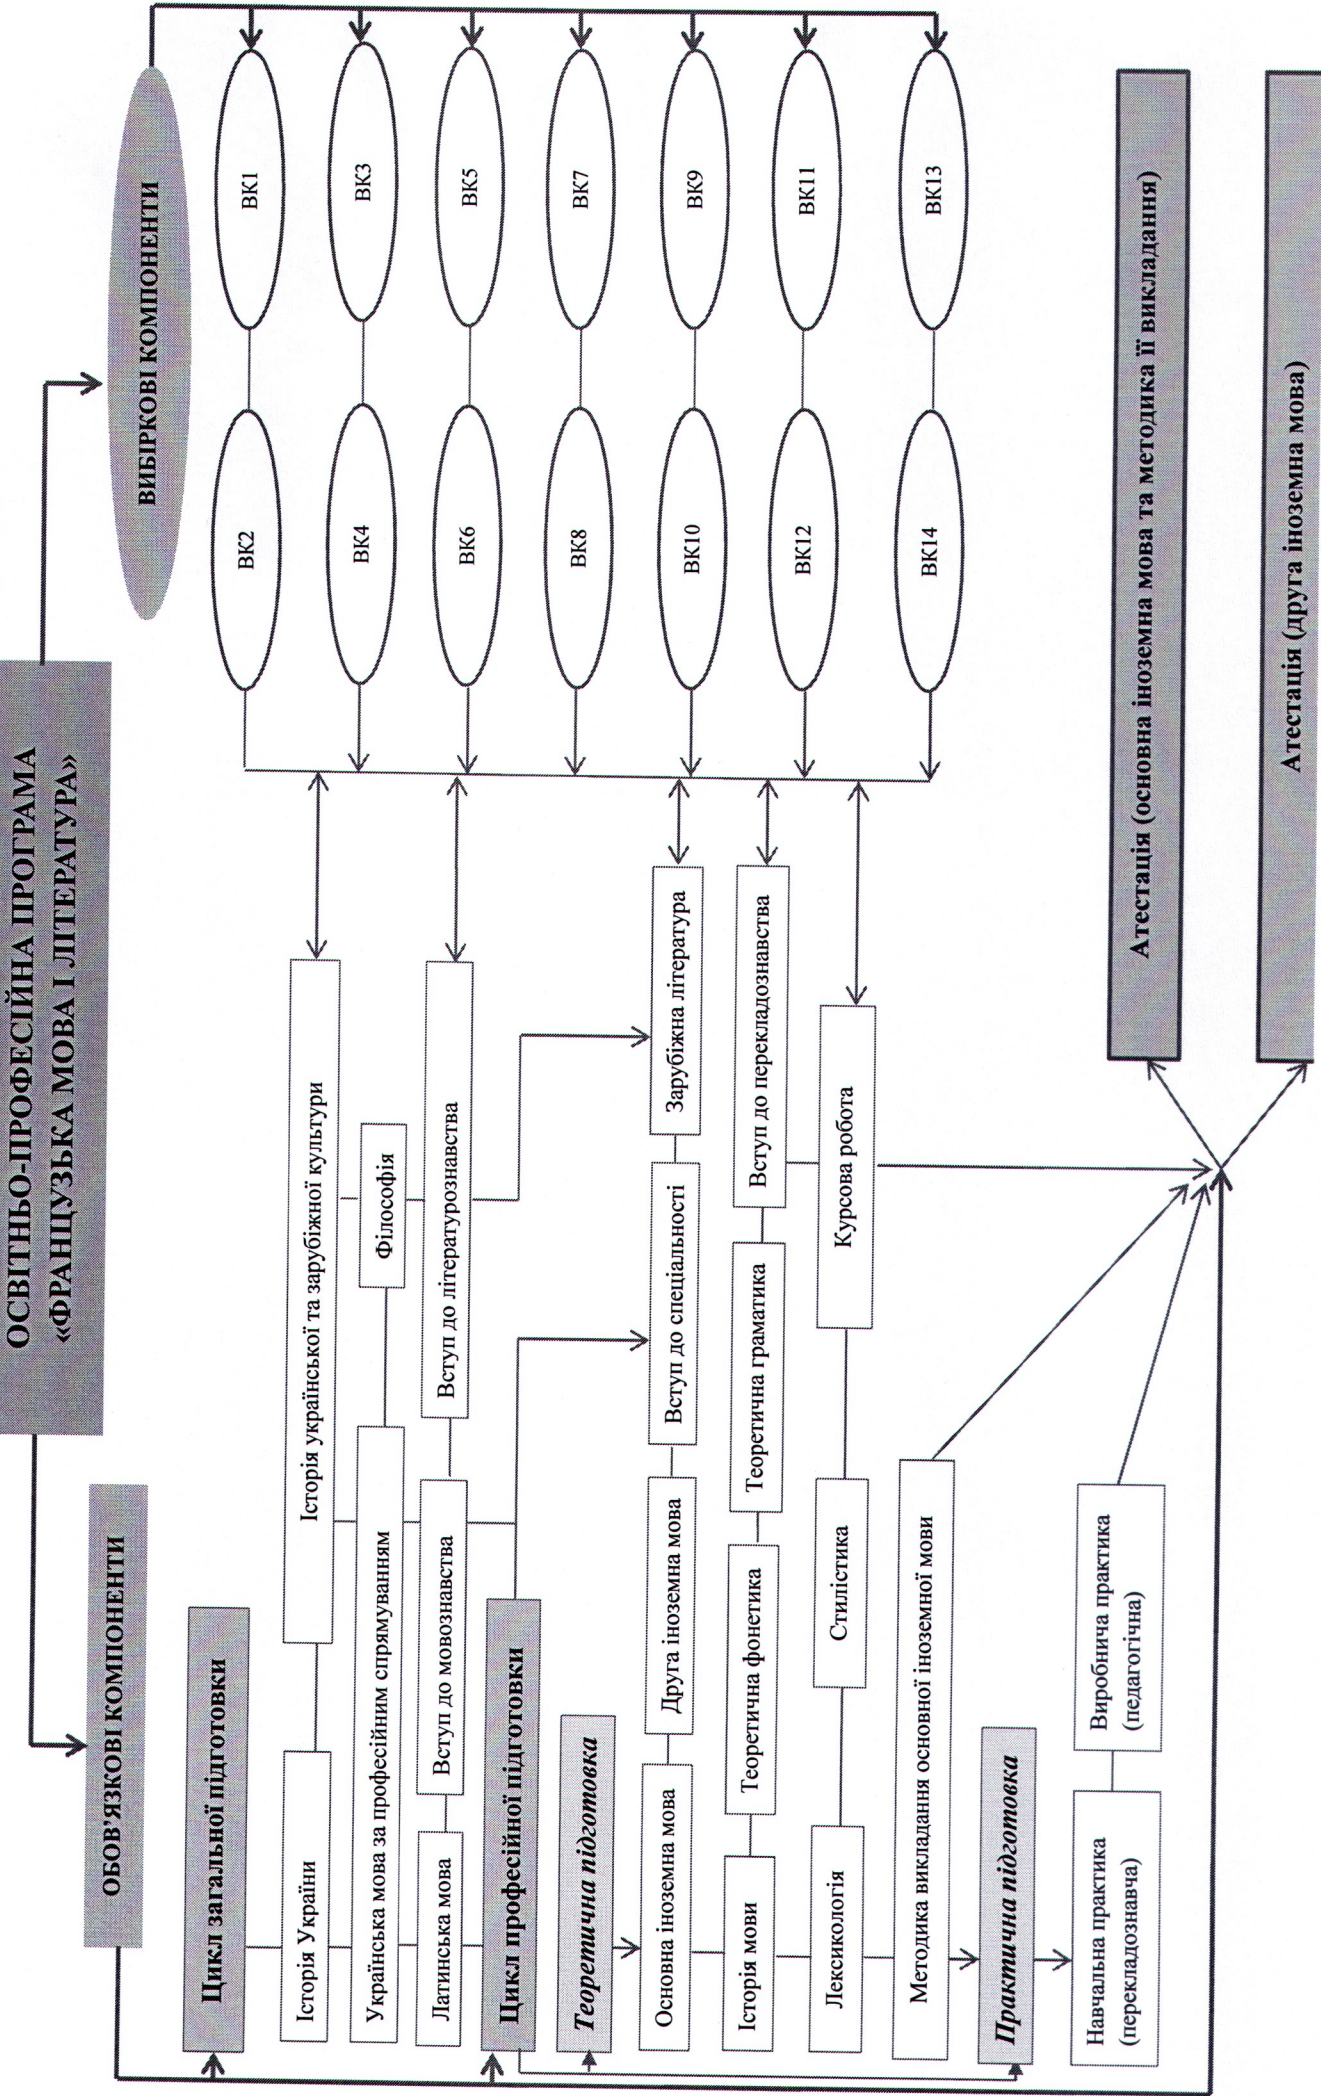 ОСВІТНЬО-ПРОФЕСІЙНА ПРОГРАМА
«ФРАНЦУЗЬКА МОВА І ЛІТЕРАТУРА»
ОБОВ’ЯЗКОВІ КОМПОНЕНТИ
ВИБІРКОВІ КОМПОНЕНТИ
Цикл загальної підготовки
ВК2
ВК1
Історія України
Історія української та зарубіжної культури
ВК4
ВК3
Українська мова за професійним спрямуванням
Філософія
Латинська мова
Вступ до мовознавства
Вступ до літературознавства
ВК6
ВК5
Цикл професійної підготовки
Теоретична підготовка
ВК8
ВК7
Основна іноземна мова
Друга іноземна мова
Вступ до спеціальності
Зарубіжна література
ВК10
ВК9
Історія мови
Теоретична фонетика
Теоретична граматика
Вступ до перекладознавства
ВК12
ВК11
Лексикологія
Стилістика
Курсова робота
ВК14
ВК13
Методика викладання основної іноземної мови
Практична підготовка
Навчальна практика
(перекладознавча)
Виробнича практика
(педагогічна)
Атестація (основна іноземна мова та методика її викладання)
Атестація (друга іноземна мова)